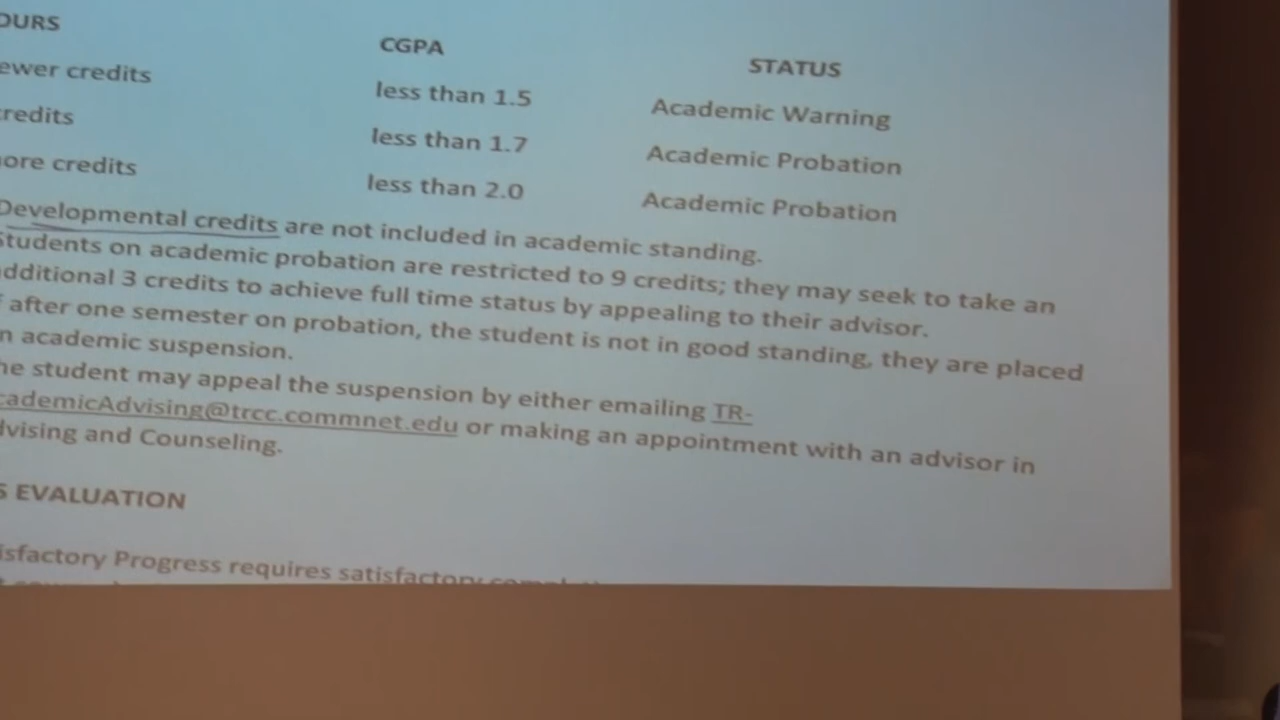 OURS CGPA STATUS
ewer credits less than 1.5 Academic Warning
credits less than 1.7 Academic Probation
ore credits less than 2.0 Academic Probation
Developmental credits are not included in academic standing.
Students on academic probation are restricted to 9 credits; they may seek to take an
additional 3 credits to achieve full time status by appealing to their advisor.
f after one semester on probation, the student is not in good standing, they are placed
n academic suspension.
he student may appeal the suspension by either emailing TR-
cademicAdvising@trcc.commnet.edu or making an appointment with an advisor in
dvising and Counseling.
S EVALUATION
isfactory Progress requires satisfactory